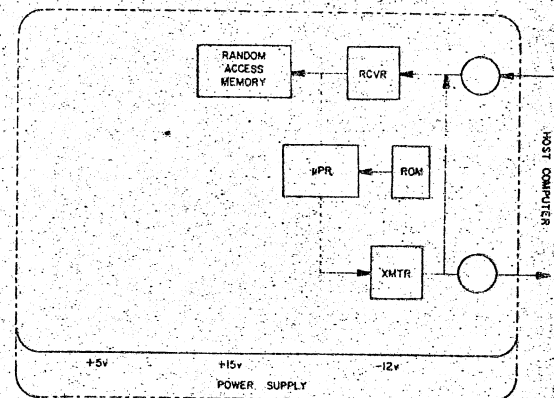 RANDOM
ACCESS
MEMORY
RCVR
µPR
ROM
HOST COMPUTER
XMTR
+5v
+15v
-12v
POWER SUPPLY